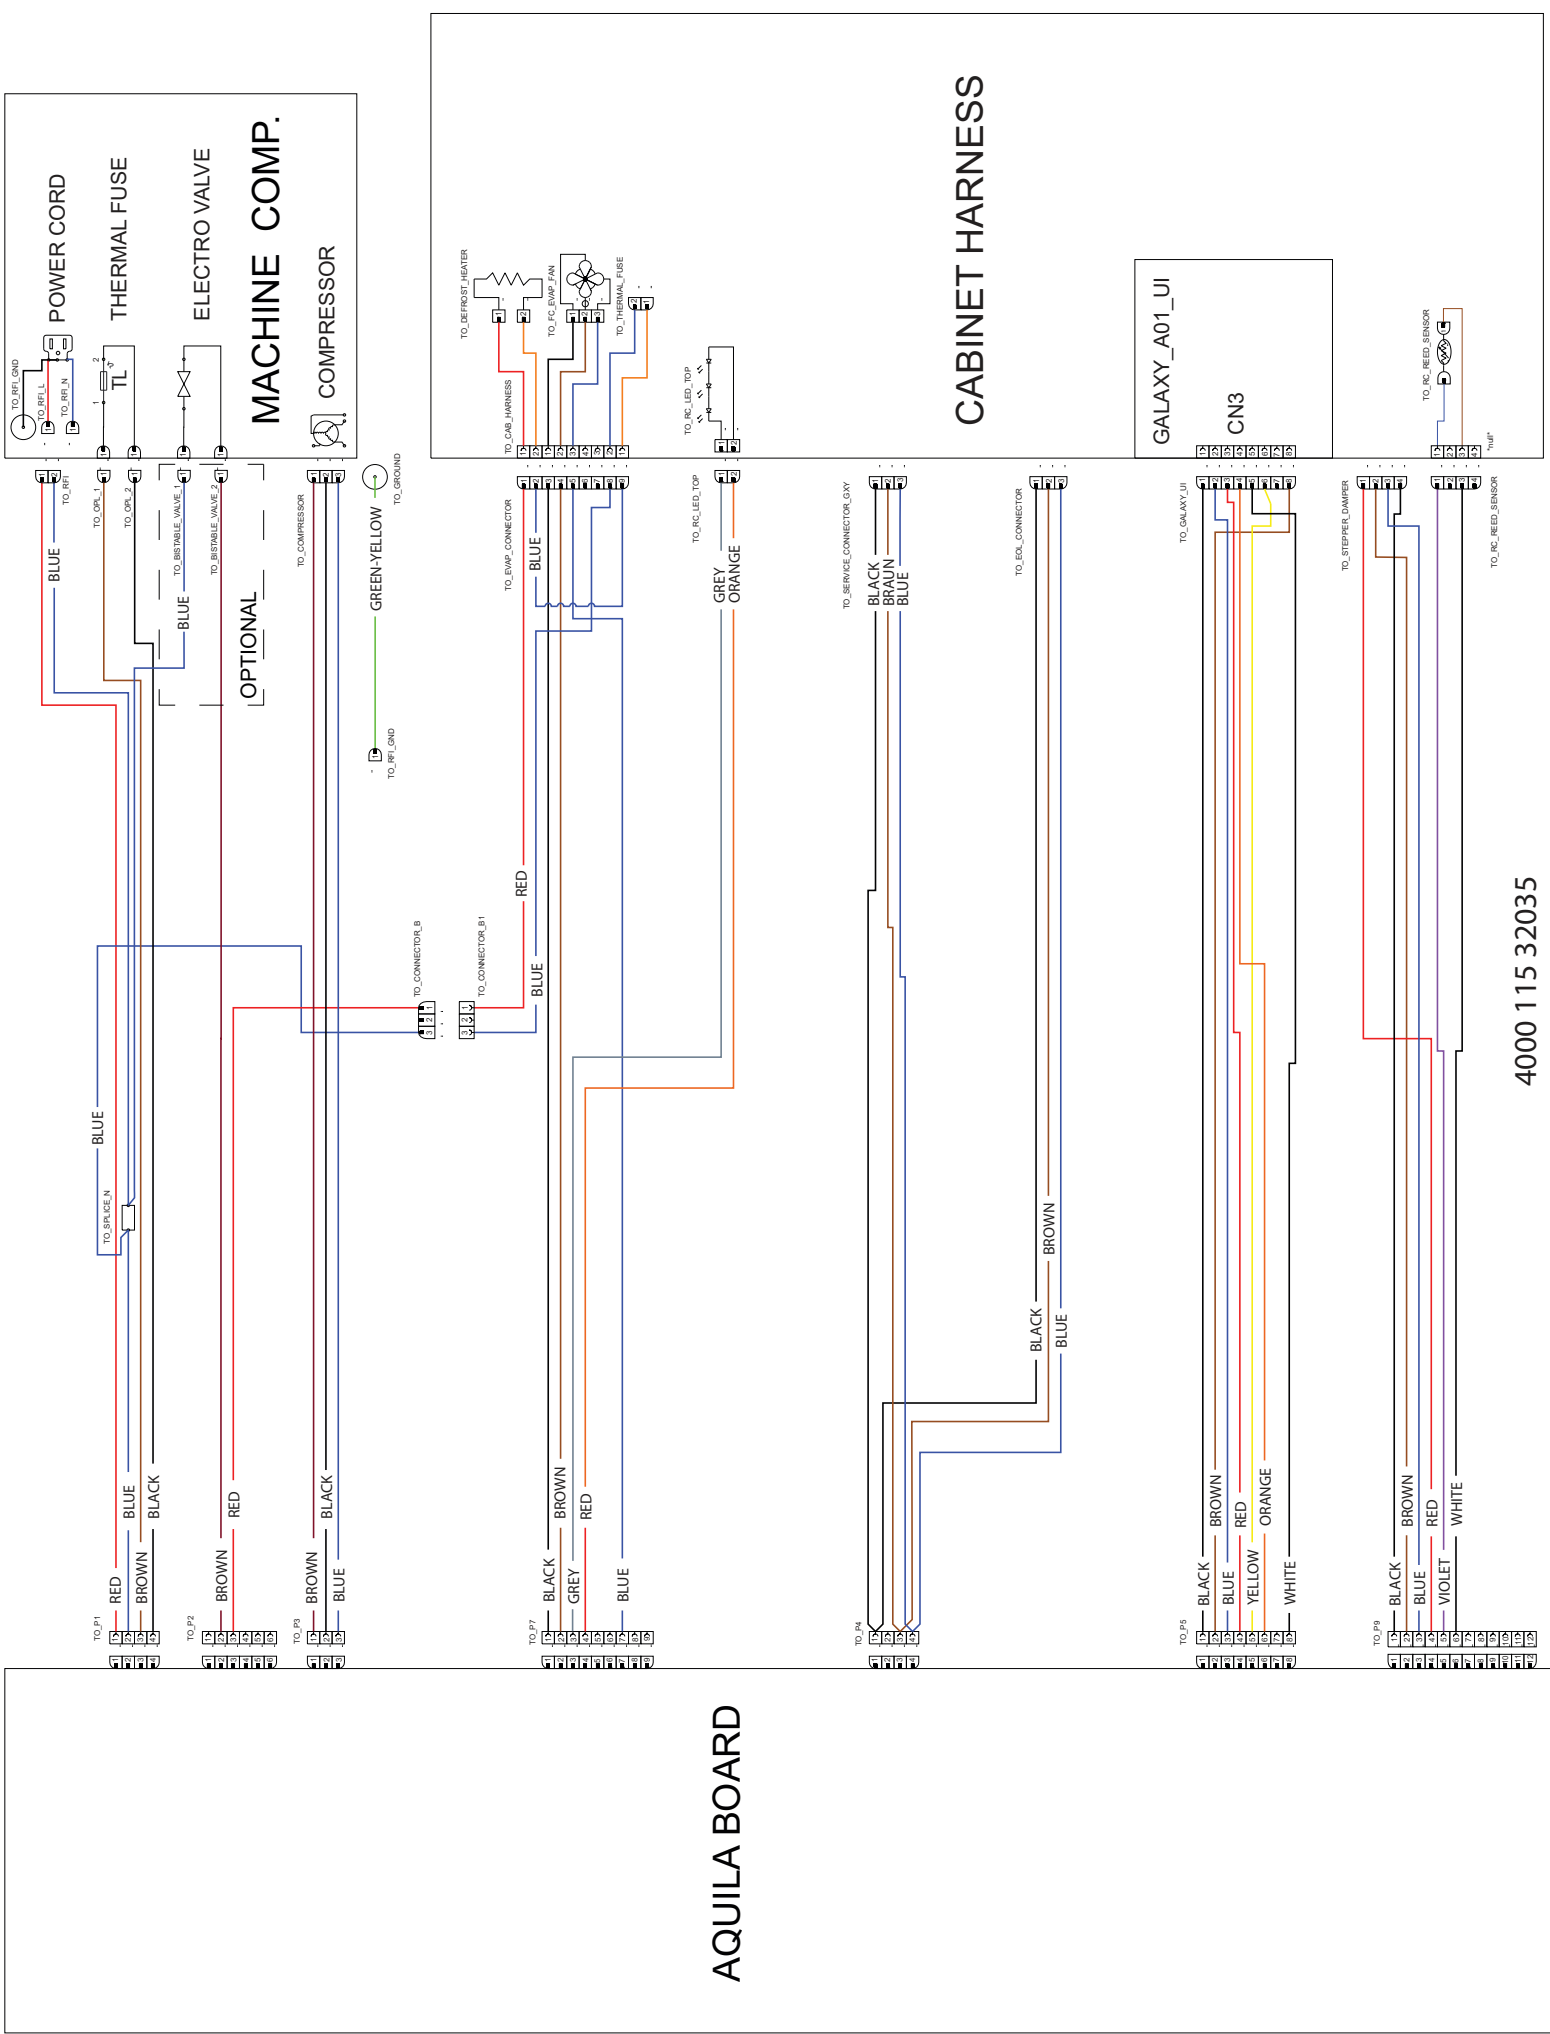 MACHINE COMP.
POWER CORD
THERMAL FUSE
ELECTRO VALVE
COMPRESSOR
TO_RFI_GND
TO_RFI_L
TO_RFI_N
1
2
TL
TO_RFI
TO_OPL_1
TO_OPL_2
TO_BISTABLE_VALVE_1
TO_BISTABLE_VALVE_2
TO_COMPRESSOR
TO_GROUND
BLUE
BLUE
OPTIONAL
GREEN-YELLOW
TO_RFI_GND
TO_SPLICE_N
BLUE
CABINET HARNESS
TO_DEFROST_HEATER
TO_FC_EVAP_FAN
TO_THERMAL_FUSE
TO_CAB_HARNESS
TO_RC_LED_TOP
TO_EVAP_CONNECTOR
TO_RC_LED_TOP
BLUE
GREY
ORANGE
RED
BLUE
TO_CONNECTOR_B
TO_CONNECTOR_B1
TO_SERVICE_CONNECTOR_GXY
BLACK
BRAUN
BLUE
TO_EOL_CONNECTOR
BLACK
BROWN
BLUE
GALAXY_A01_UI
CN3
TO_GALAXY_UI
TO_RC_REED_SENSOR
"null"
TO_STEPPER_DAMPER
TO_RC_REED_SENSOR
4000 115 32035
TO_P1
RED
BLUE
BROWN
BLACK
TO_P2
BROWN
RED
TO_P3
BROWN
BLACK
BLUE
TO_P7
BLACK
BROWN
GREY
RED
BLUE
TO_P4
TO_P5
BLACK
BROWN
BLUE
RED
YELLOW
ORANGE
WHITE
TO_P9
BLACK
BROWN
BLUE
RED
VIOLET
WHITE
AQUILA BOARD